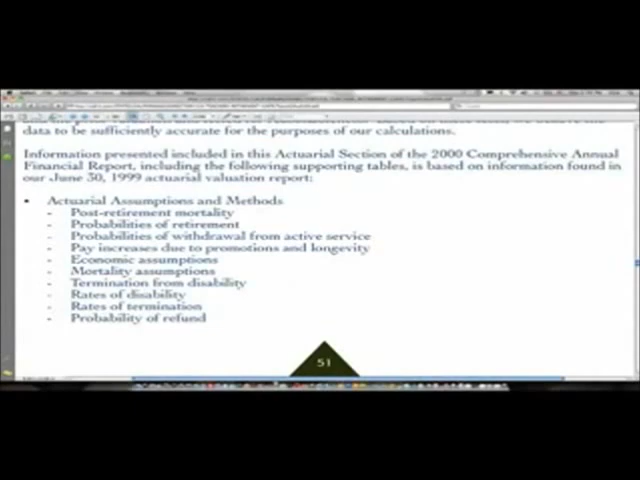 data to be sufficiently accurate for the purposes of our calculations.
Information presented included in this Actuarial Section of the 2000 Comprehensive Annual
Financial Report, including the following supporting tables, is based on information found in
our June 30, 1999 actuarial valuation report:
• Actuarial Assumptions and Methods
- Post-retirement mortality
- Probabilities of retirement
- Probabilities of withdrawal from active service
- Pay increases due to promotions and longevity
- Economic assumptions
- Mortality assumptions
- Termination from disability
- Rates of disability
- Rates of termination
- Probability of refund
51